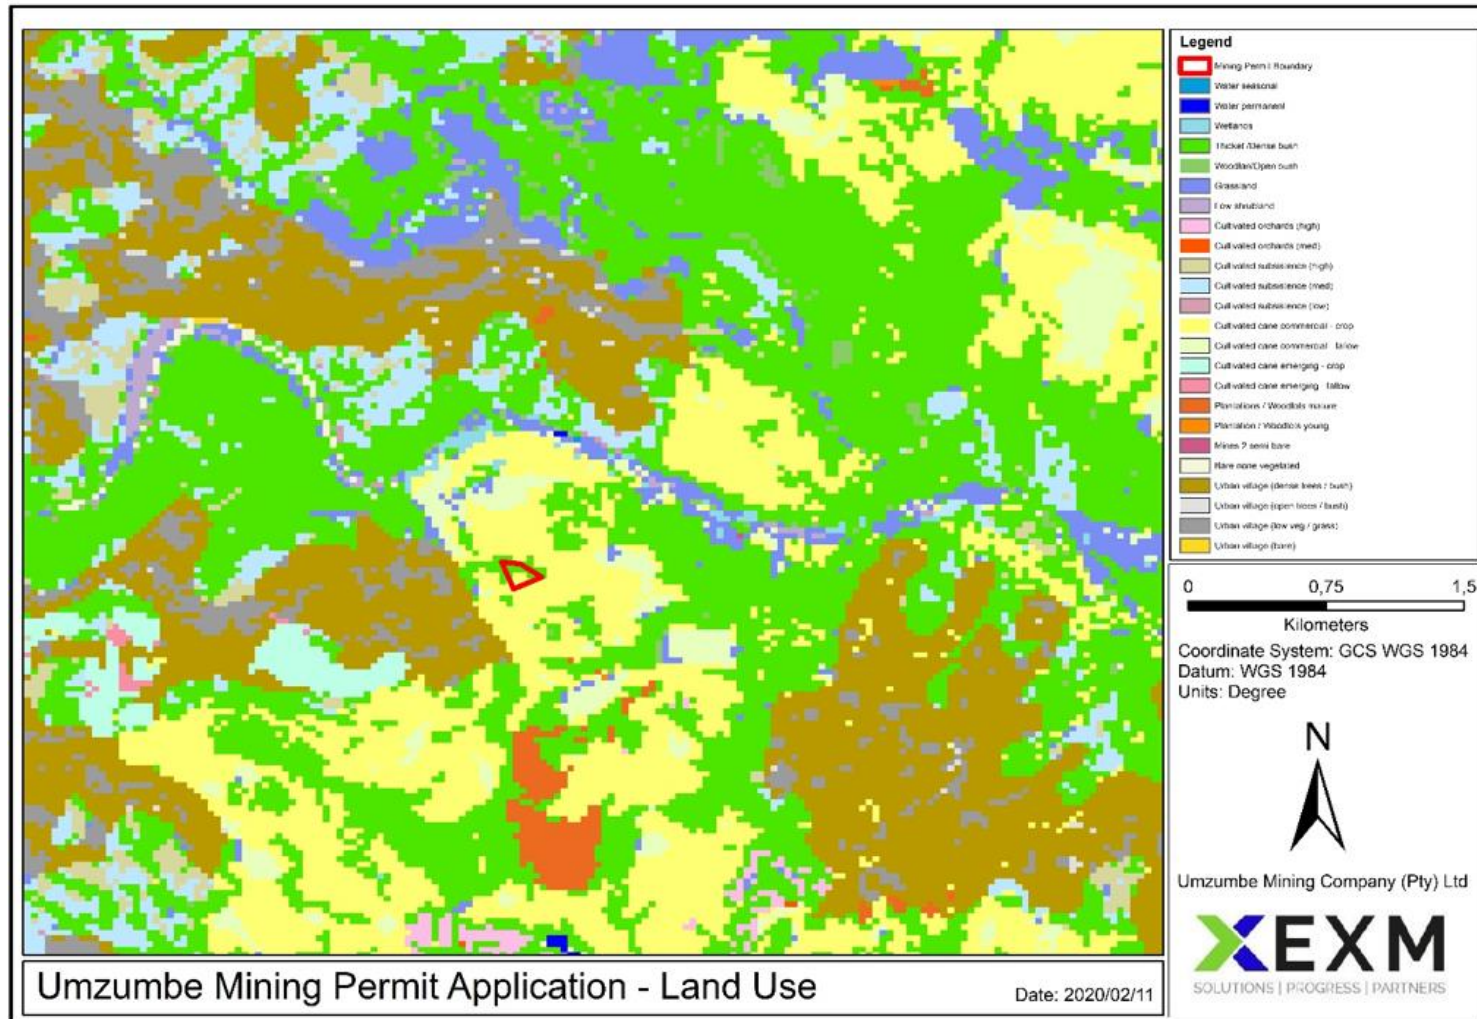 Legend
Mining Permit Boundary
Water seasonal
Water permanent
Wetlands
Thicket /Dense bush
Woodlan/Open bush
Grassland
Low shrubland
Cultivated orchards (high)
Cultivated orchards (med)
Cultivated subsistence (high)
Cultivated subsistence (med)
Cultivated subsistence (low)
Cultivated cane commercial - crop
Cultivated cane commercial - fallow
Cultivated cane emerging - crop
Cultivated cane emerging - fallow
Plantations / Woodlots mature
Plantation / Woodlots young
Mines 2 semi bare
Bare none vegetated
Urban village (dense trees / bush)
Urban village (open trees / bush)
Urban village (low veg / grass)
Urban village (bare)
0 0,75 1,5
Kilometers
Coordinate System: GCS WGS 1984
Datum: WGS 1984
Units: Degree
N
Umzumbe Mining Company (Pty) Ltd
EXM
SOLUTIONS | PROGRESS | PARTNERS
Umzumbe Mining Permit Application - Land Use
Date: 2020/02/11